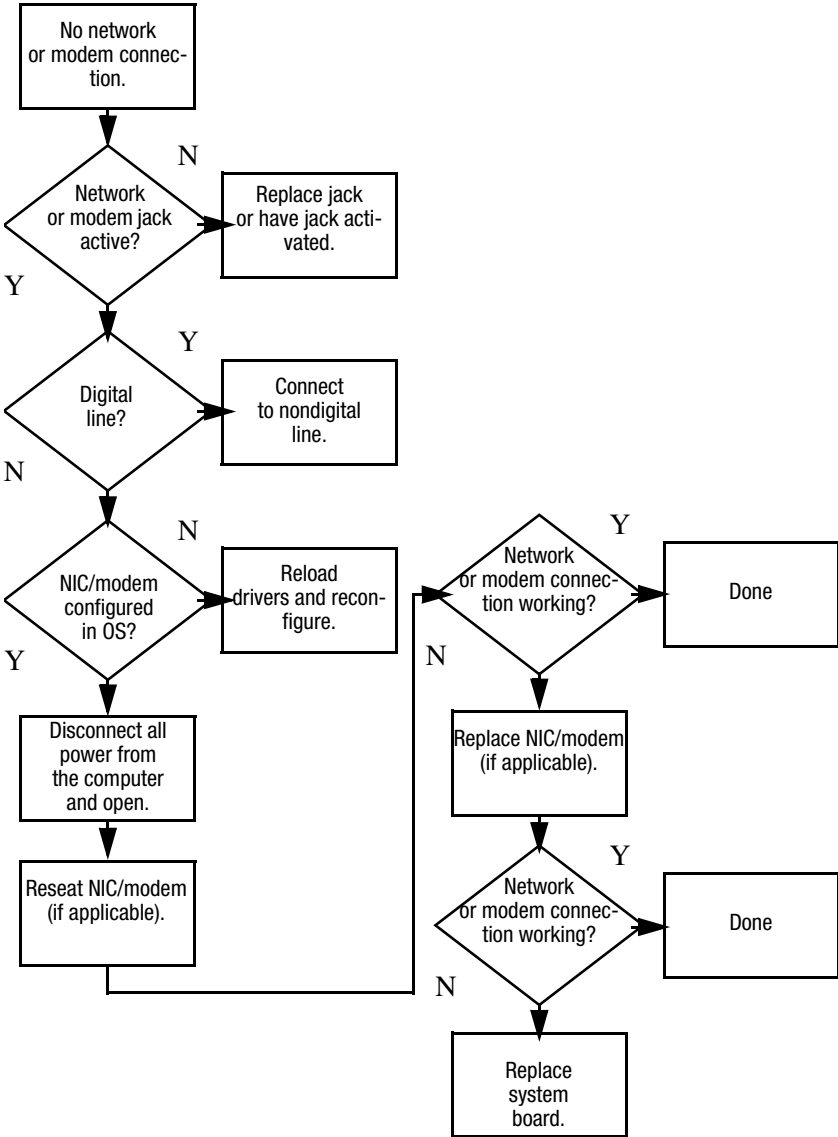 No network
or modem connec-
tion.
N
Network
or modem jack
active?
Replace jack
or have jack acti-
vated.
Y
Y
Digital
line?
Connect
to nondigital
line.
N
N
NIC/modem
configured
in OS?
Reload
drivers and recon-
figure.
Y
Disconnect all
power from
the computer
and open.
Reseat NIC/modem
(if applicable).
Y
Network
or modem connec-
tion working?
Done
N
Replace NIC/modem
(if applicable).
Y
Network
or modem connec-
tion working?
Done
N
Replace
system
board.